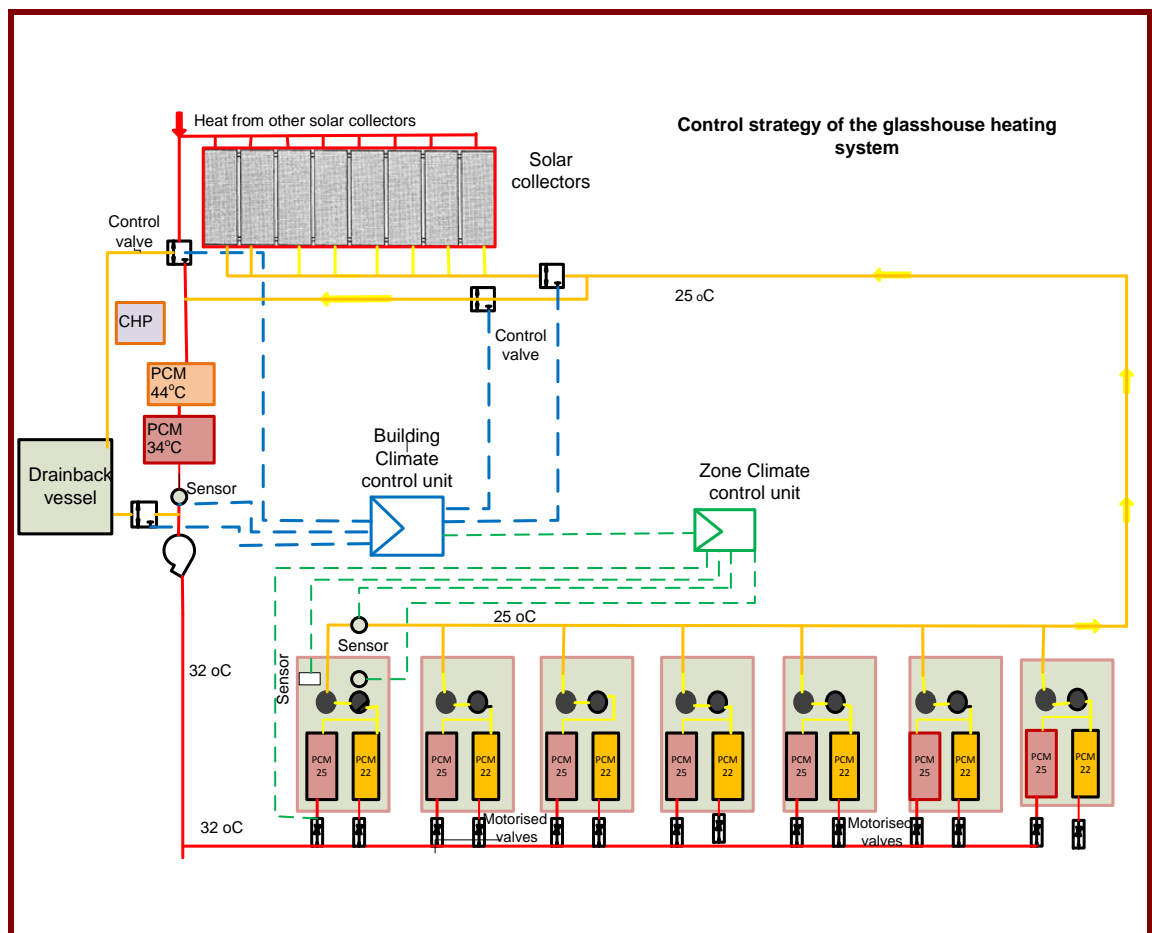 Heat from other solar collectors
Control strategy of the glasshouse heating
system
Solar
collectors
Control
valve
25 oC
CHP
Control
valve
PCM
44oC
PCM
34oC
Building
Climate
control unit
Zone Climate
control unit
Drainback
vessel
Sensor
25 oC
Sensor
32 oC
Sensor
PCM
25
PCM
22
PCM
25
PCM
22
PCM
25
PCM
22
PCM
25
PCM
22
PCM
25
PCM
22
PCM
25
PCM
22
PCM
25
PCM
22
32 oC
Motorised
valves
Motorised
valves